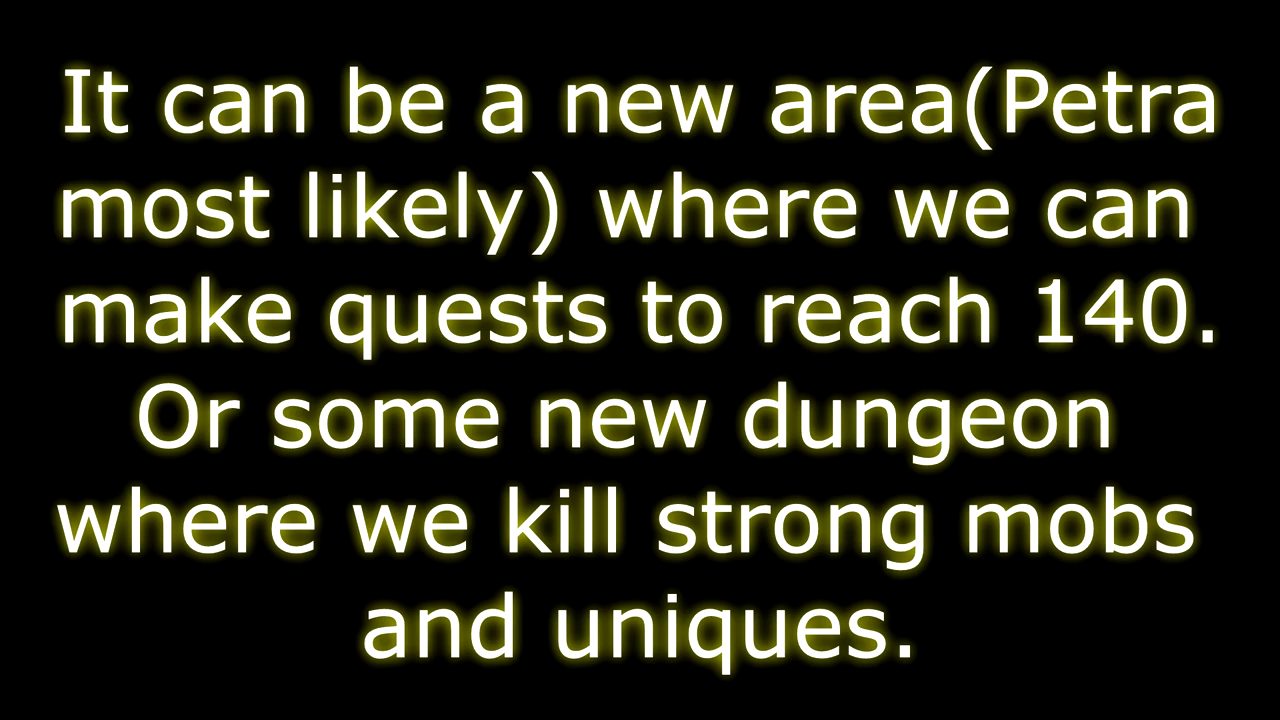 It can be a new area(Petra
most likely) where we can
make quests to reach 140.
Or some new dungeon
where we kill strong mobs
and uniques.